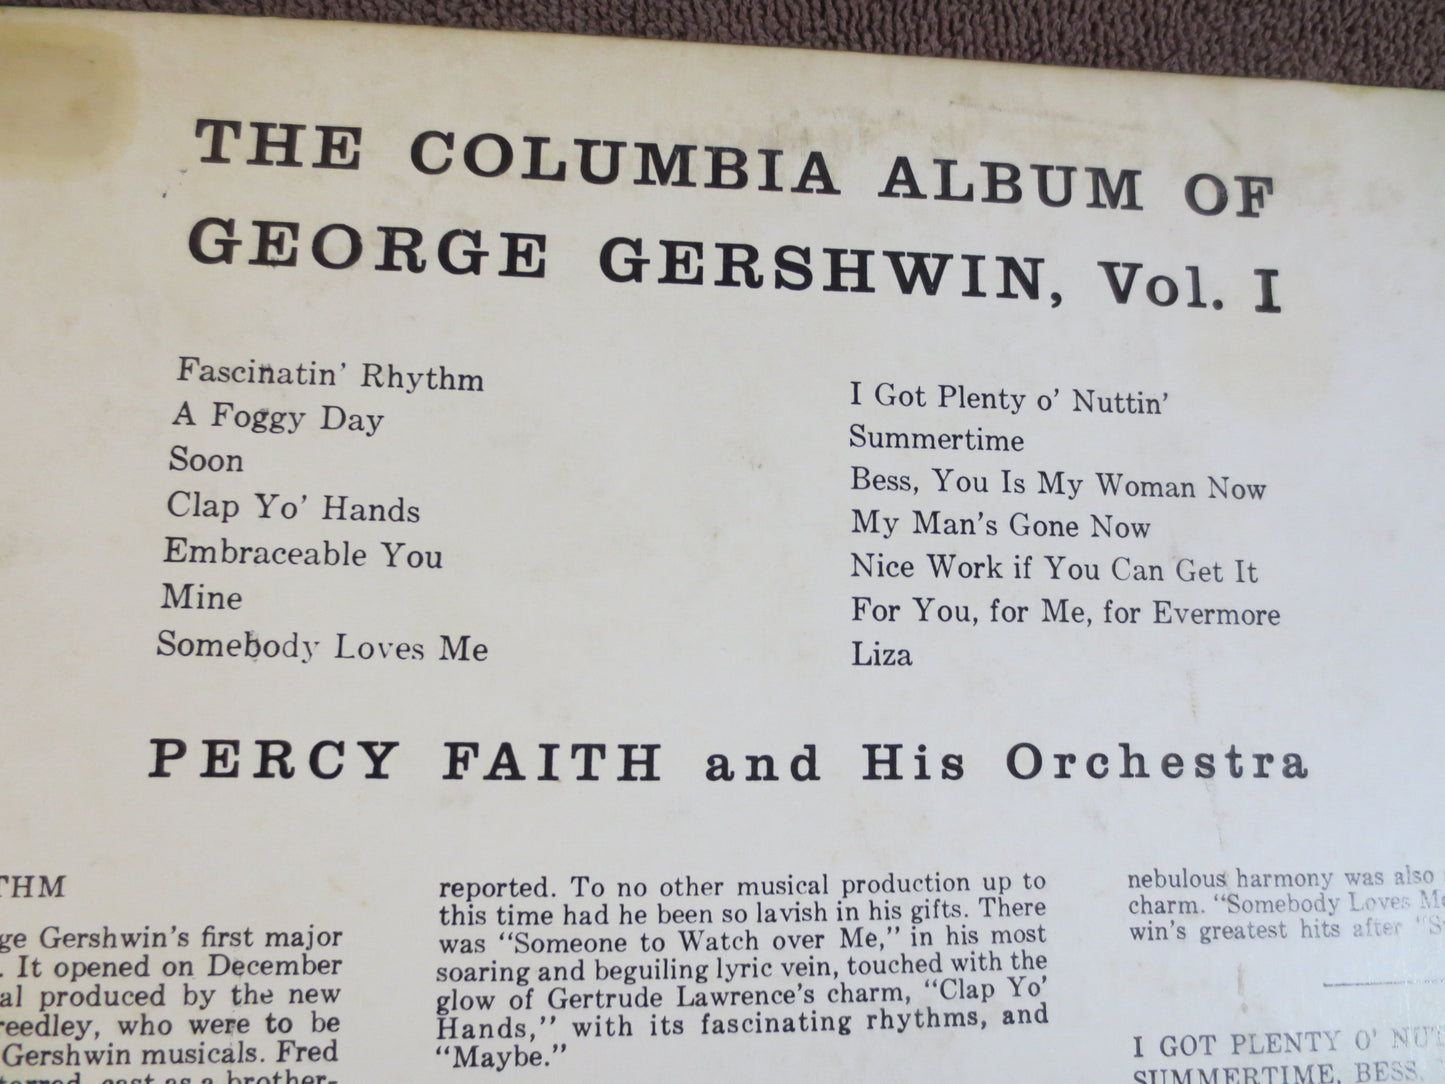 THE COLUMBIA ALBUM OF
GEORGE GERSHWIN, Vol. I
Fascinatin' Rhythm
A Foggy Day
Soon
Clap Yo' Hands
Embraceable You
Mine
Somebody Loves Me
I Got Plenty o' Nuttin'
Summertime
Bess, You Is My Woman Now
My Man's Gone Now
Nice Work if You Can Get It
For You, for Me, for Evermore
Liza
PERCY FAITH and His Orchestra
Gershwin's first major
. It opened on December
produced by the new
who were to be
Gershwin musicals. Fred
cast as a brother-
reported. To no other musical production up to
this time had he been so lavish in his gifts. There
was "Someone to Watch over Me," in his most
soaring and beguiling lyric vein, touched with the
glow of Gertrude Lawrence's charm, "Clap Yo'
Hands," with its fascinating rhythms, and
"Maybe."
nebulous harmony was also
charm. "Somebody Loves
win's greatest hits after
I GOT PLENTY O'
SUMMERTIME, BESS,